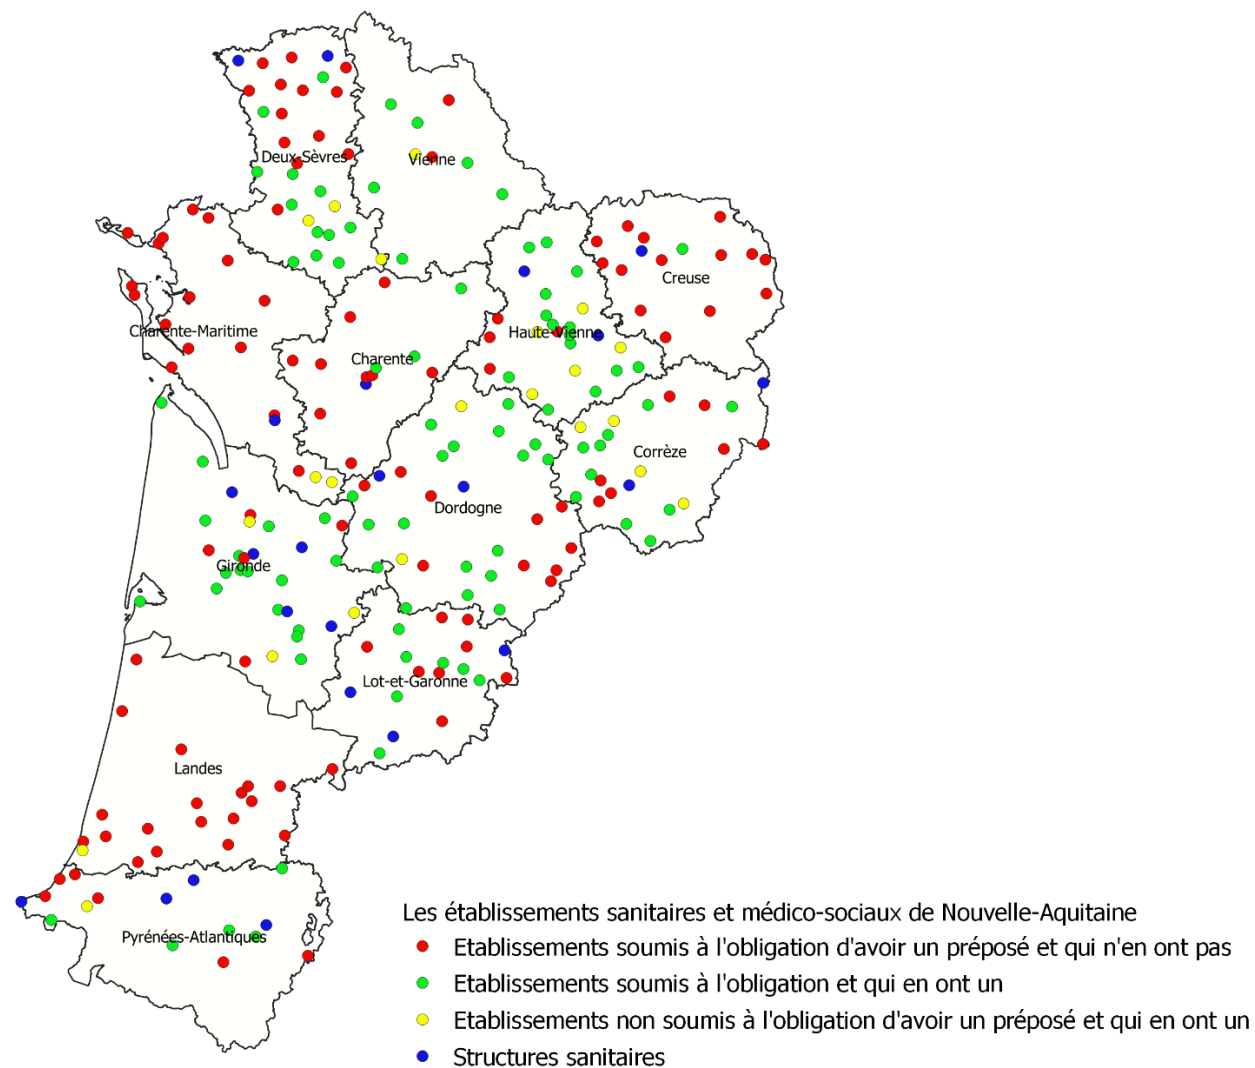 Deux-Sèvres
Vienne
Creuse
Charente-Maritime
Haute-Vienne
Charente
Corrèze
Dordogne
Gironde
Lot-et-Garonne
Landes
Pyrénées-Atlantiques
Les établissements sanitaires et médico-sociaux de Nouvelle-Aquitaine
Etablissements soumis à l'obligation d'avoir un préposé et qui n'en ont pas
Etablissements soumis à l'obligation et qui en ont un
Etablissements non soumis à l'obligation d'avoir un préposé et qui en ont un
Structures sanitaires